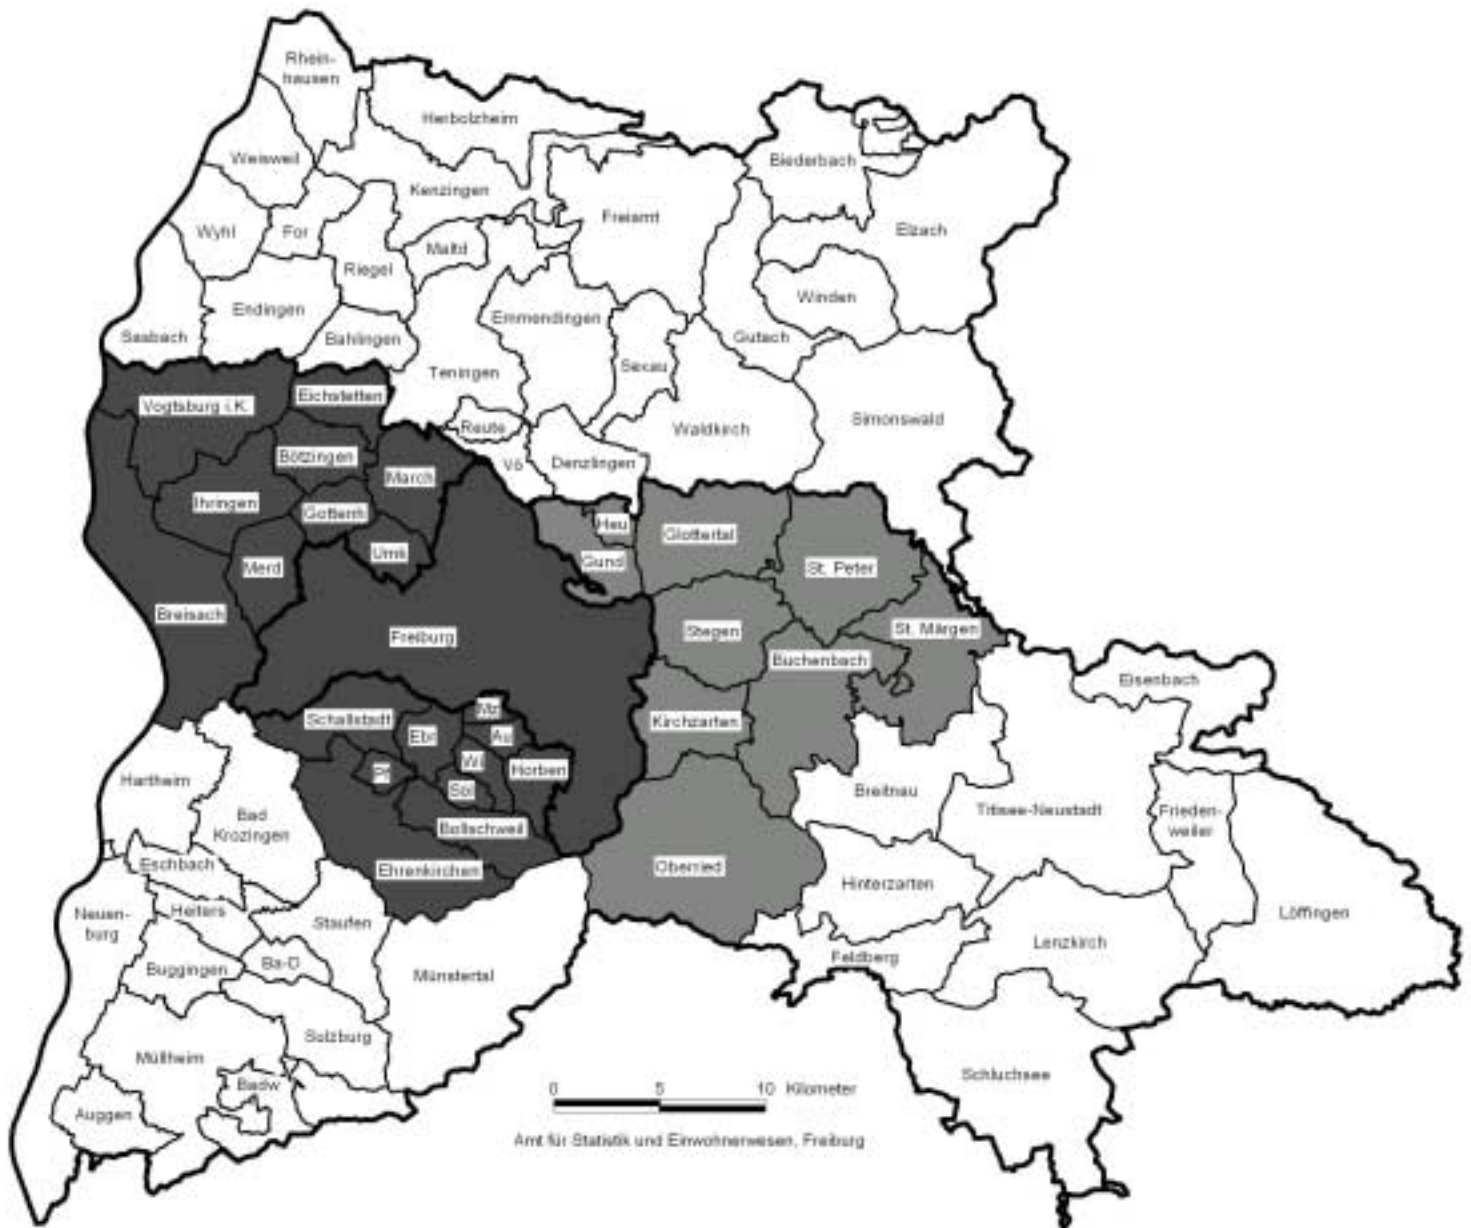 Rhein-
hausen
Herbolzheim
Weisweil
Biederbach
Kenzingen
Freiamt
Wyhl
For
Elzach
Maltd
Riegel
Winden
Endingen
Emmendingen
Sasbach
Bahlingen
Gutach
Sexau
Teningen
Eichstetten
Vogtsburg i.K.
Simonswald
Reute
Waldkirch
Bötzingen
Vö
Denzlingen
March
Ihringen
Gottenh
Heu
Glottertal
Umk
Gund
Merd
St. Peter
Breisach
Freiburg
Stegen
St. Märgen
Buchenbach
Eisenbach
Schallstadt
Mz
Ebr
Au
Kirchzarten
Wi
Horben
Pf
Hartheim
Sol
Breitnau
Bad
Krozingen
Titisee-Neustadt
Frieden-
weiler
Bollschweil
Eschbach
Ehrenkirchen
Oberried
Hinterzarten
Heiters
Neuen-
burg
Staufen
Löffingen
Lenzkirch
Ba-D
Feldberg
Buggingen
Münstertal
Sulzburg
Müllheim
Schluchsee
Badw
0 5 10 Kilometer
Auggen
Amt für Statistik und Einwohnerwesen, Freiburg